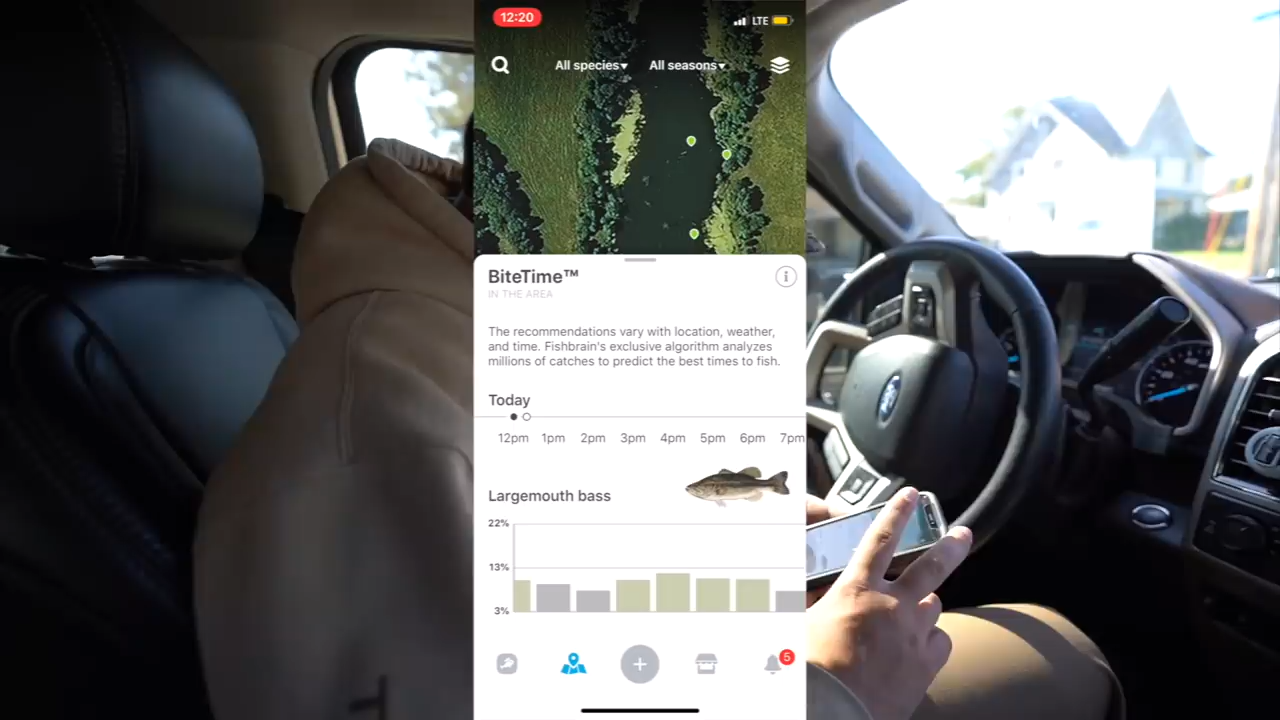 12:20
LTE
All species▾ All seasons▾
BiteTime™
IN THE AREA
The recommendations vary with location, weather,
and time. Fishbrain's exclusive algorithm analyzes
millions of catches to predict the best times to fish.
Today
12pm 1pm 2pm 3pm 4pm 5pm 6pm 7pm
Largemouth bass
22%
13%
3%
5